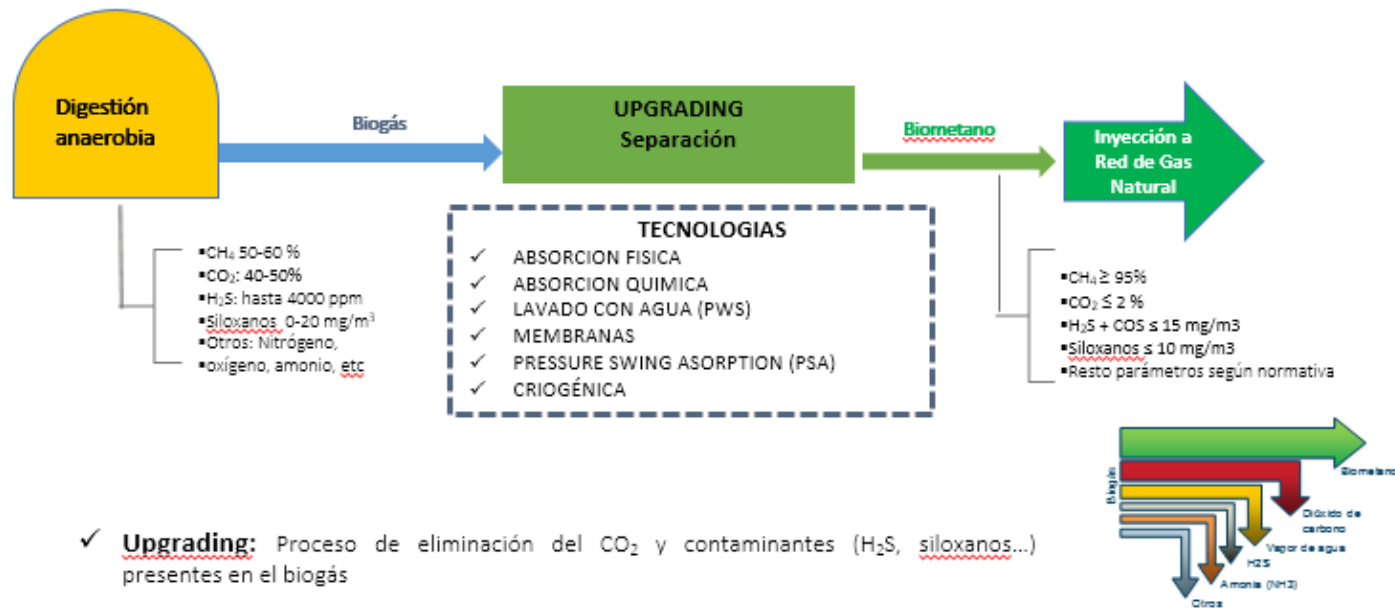 Digestión
anaerobia
Biogás
UPGRADING
Separación
Biometano
Inyección a
Red de Gas
Natural
▪CH₄ 50-60 %
▪CO₂: 40-50%
▪H₂S: hasta 4000 ppm
▪Siloxanos 0-20 mg/m³
▪Otros: Nitrógeno,
▪oxígeno, amonio, etc
TECNOLOGIAS
✓ ABSORCION FISICA
✓ ABSORCION QUIMICA
✓ LAVADO CON AGUA (PWS)
✓ MEMBRANAS
✓ PRESSURE SWING ASORPTION (PSA)
✓ CRIOGÉNICA
▪CH₄ ≥ 95%
▪CO₂ ≤ 2 %
▪H₂S + COS ≤ 15 mg/m3
▪Siloxanos ≤ 10 mg/m3
▪Resto parámetros según normativa
Biogás
Biometano
Dióxido de
carbono
Vapor de agua
H2S
Amonia (NH3)
Otros
✓ Upgrading: Proceso de eliminación del CO₂ y contaminantes (H₂S, siloxanos...)
presentes en el biogás